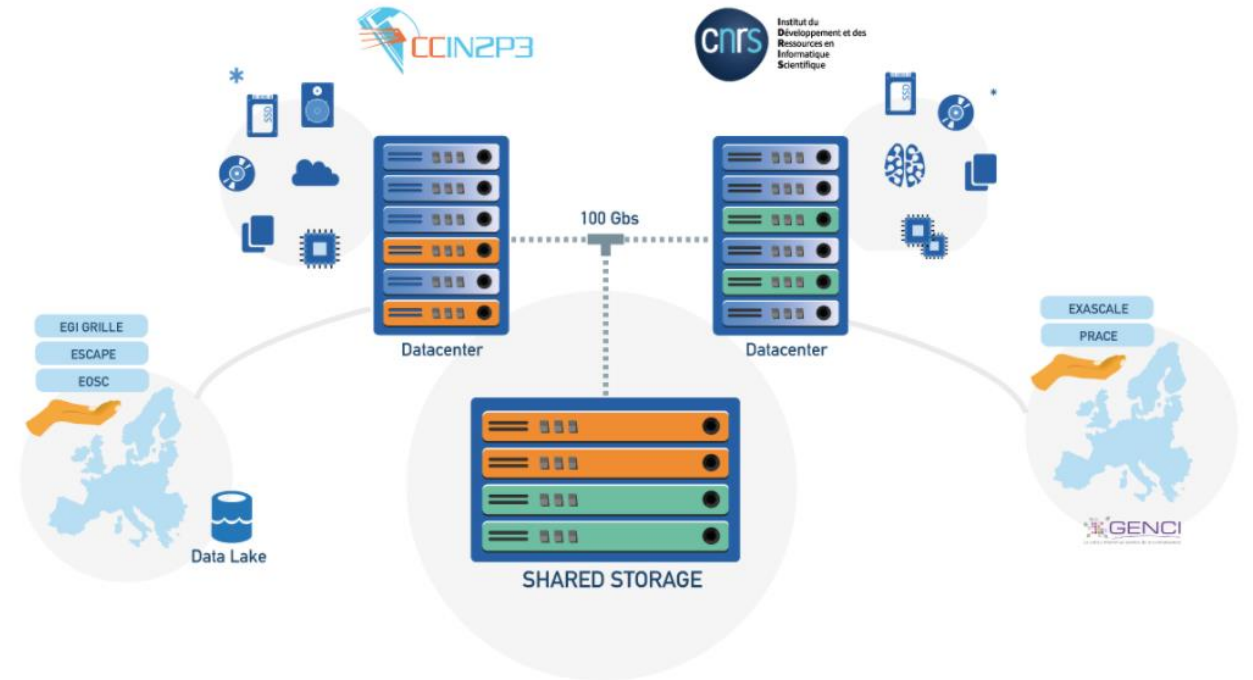 CCIN2P3
cnrs
Institut du
Développement et des
Ressources en
Informatique
Scientifique
SSD
SSD
100 Gbs
Datacenter
Datacenter
EGI GRILLE
ESCAPE
EOSC
Data Lake
EXASCALE
PRACE
GENCI
SHARED STORAGE